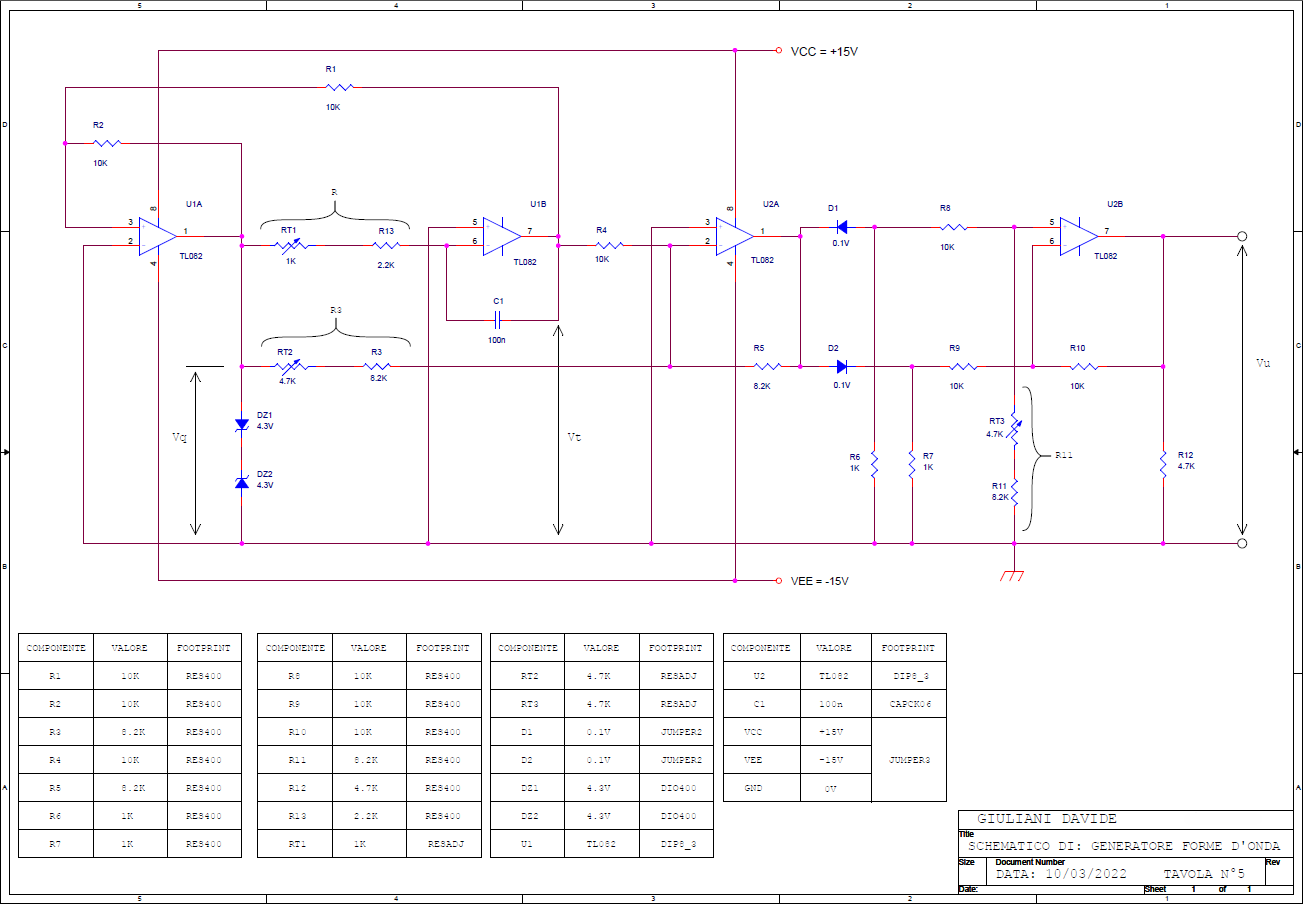 5 4 3 2 1
D D
C C
B B
A A
VCC = +15V
R1
10K
R2
10K
8
U1A
3
2
+
-
1
4
TL082
R
RT1
1K
R13
2.2K
U1B
5
6
+
-
7
TL082
R4
10K
C1
100n
8
U2A
3
2
+
-
1
4
TL082
D1
0.1V
R8
10K
U2B
5
6
+
-
7
TL082
R3
RT2
4.7K
R3
8.2K
R5
8.2K
D2
0.1V
R9
10K
R10
10K
Vu
Vq
DZ1
4.3V
DZ2
4.3V
Vt
R6
1K
R7
1K
RT3
4.7K
R11
8.2K
R11
R12
4.7K
VEE = -15V
COMPONENTE VALORE FOOTPRINT
R1 10K RES400
R2 10K RES400
R3 8.2K RES400
R4 10K RES400
R5 8.2K RES400
R6 1K RES400
R7 1K RES400
COMPONENTE VALORE FOOTPRINT
R8 10K RES400
R9 10K RES400
R10 10K RES400
R11 8.2K RES400
R12 4.7K RES400
R13 2.2K RES400
RT1 1K RESADJ
COMPONENTE VALORE FOOTPRINT
RT2 4.7K RESADJ
RT3 4.7K RESADJ
D1 0.1V JUMPER2
D2 0.1V JUMPER2
DZ1 4.3V DIO400
DZ2 4.3V DIO400
U1 TL082 DIP8_3
COMPONENTE VALORE FOOTPRINT
U2 TL082 DIP8_3
C1 100n CAPCK06
VCC +15V
VEE -15V JUMPER3
GND 0V
GIULIANI DAVIDE
Title
SCHEMATICO DI: GENERATORE FORME D'ONDA
Size Document Number Rev
DATA: 10/03/2022 TAVOLA N°5
Date: Sheet 1 of 1
5 4 3 2 1